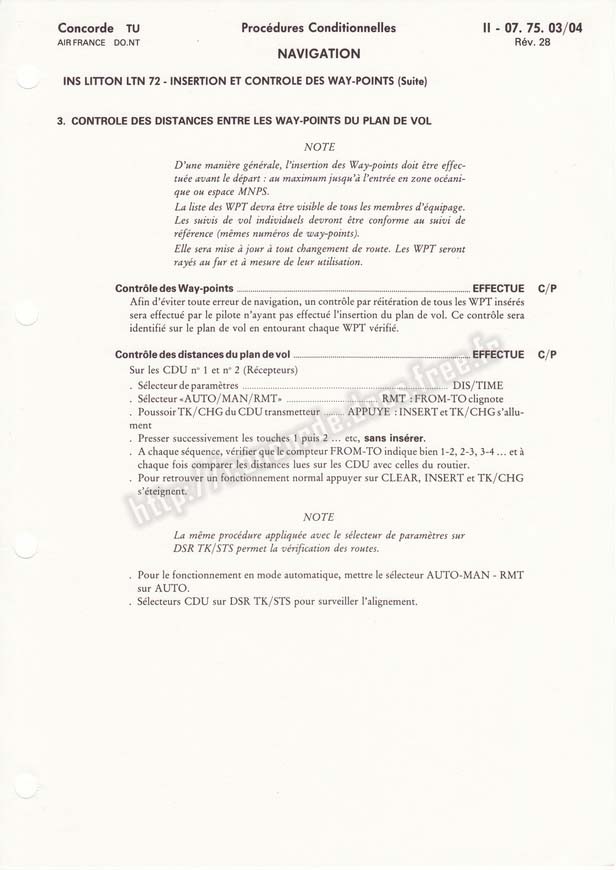 Concorde TU
Procédures Conditionnelles
II - 07. 75. 03/04
AIR FRANCE DO.NT
Rév. 28
NAVIGATION
INS LITTON LTN 72 - INSERTION ET CONTROLE DES WAY-POINTS (Suite)
3. CONTROLE DES DISTANCES ENTRE LES WAY-POINTS DU PLAN DE VOL
NOTE
D'une manière générale, l'insertion des Way-points doit être effec-
tuée avant le départ : au maximum jusqu'à l'entrée en zone océani-
que ou espace MNPS.
La liste des WPT devra être visible de tous les membres d'équipage.
Les suivis de vol individuels devront être conforme au suivi de
référence (mêmes numéros de way-points).
Elle sera mise à jour à tout changement de route. Les WPT seront
rayés au fur et à mesure de leur utilisation.
Contrôle des Way-points ........ EFFECTUE C/P
Afin d'éviter toute erreur de navigation, un contrôle par réitération de tous les WPT insérés
sera effectué par le pilote n'ayant pas effectué l'insertion du plan de vol. Ce contrôle sera
identifié sur le plan de vol en entourant chaque WPT vérifié.
Contrôle des distances du plan de vol ........ EFFECTUE C/P
Sur les CDU n° 1 et n° 2 (Récepteurs)
. Sélecteur de paramètres ........ DIS/TIME
. Sélecteur «AUTO/MAN/RMT» ........ RMT : FROM-TO clignote
. Poussoir TK/CHG du CDU transmetteur ........ APPUYE : INSERT et TK/CHG s'allu-
ment
. Presser successivement les touches 1 puis 2 ... etc, sans insérer.
. A chaque séquence, vérifier que le compteur FROM-TO indique bien 1-2, 2-3, 3-4 ... et à
chaque fois comparer les distances lues sur les CDU avec celles du routier.
. Pour retrouver un fonctionnement normal appuyer sur CLEAR, INSERT et TK/CHG
s'éteignent.
NOTE
La même procédure appliquée avec le sélecteur de paramètres sur
DSR TK/STS permet la vérification des routes.
. Pour le fonctionnement en mode automatique, mettre le sélecteur AUTO-MAN - RMT
sur AUTO.
. Sélecteurs CDU sur DSR TK/STS pour surveiller l'alignement.